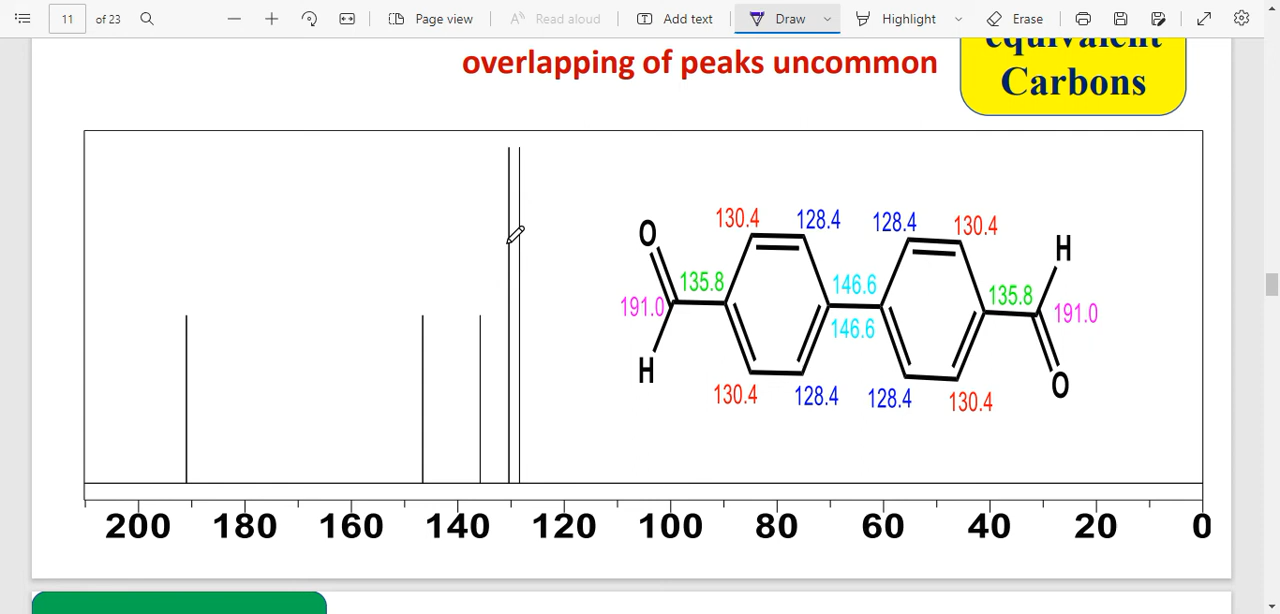 11 of 23
Page view
Read aloud
Add text
Draw
Highlight
Erase
overlapping of peaks uncommon
equivalent
Carbons
130.4 128.4 128.4 130.4
O H
135.8 146.6 135.8
191.0 146.6 191.0
H O
130.4 128.4 128.4 130.4
200 180 160 140 120 100 80 60 40 20 0